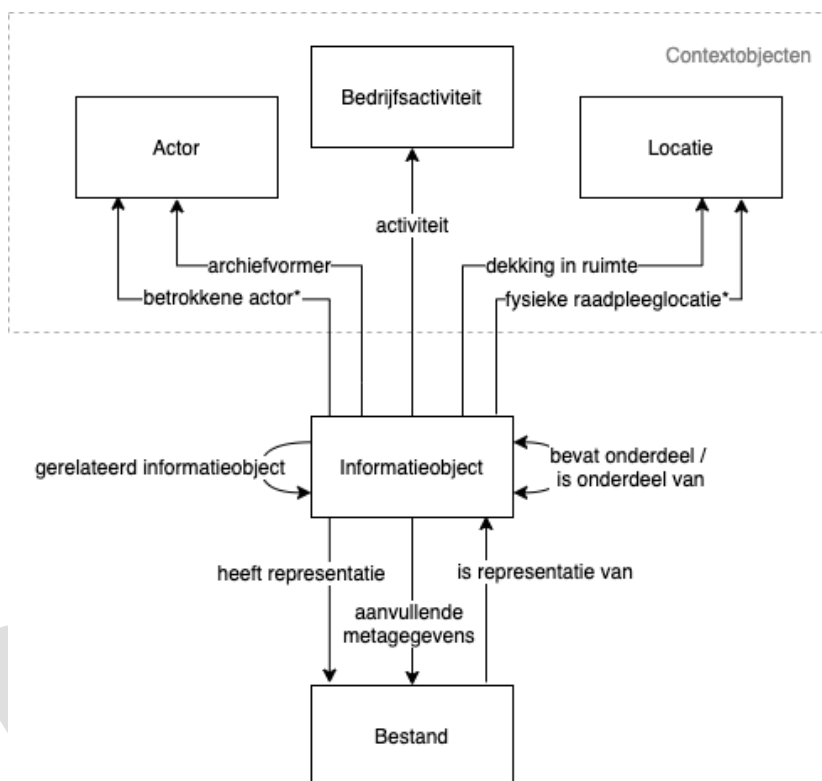 Contextobjecten
Bedrijfsactiviteit
Actor
Locatie
activiteit
archiefvormer
dekking in ruimte
betrokkene actor*
fysieke raadpleeglocatie*
gerelateerd informatieobject
Informatieobject
bevat onderdeel /
is onderdeel van
heeft representatie
is representatie van
aanvullende
metagegevens
Bestand